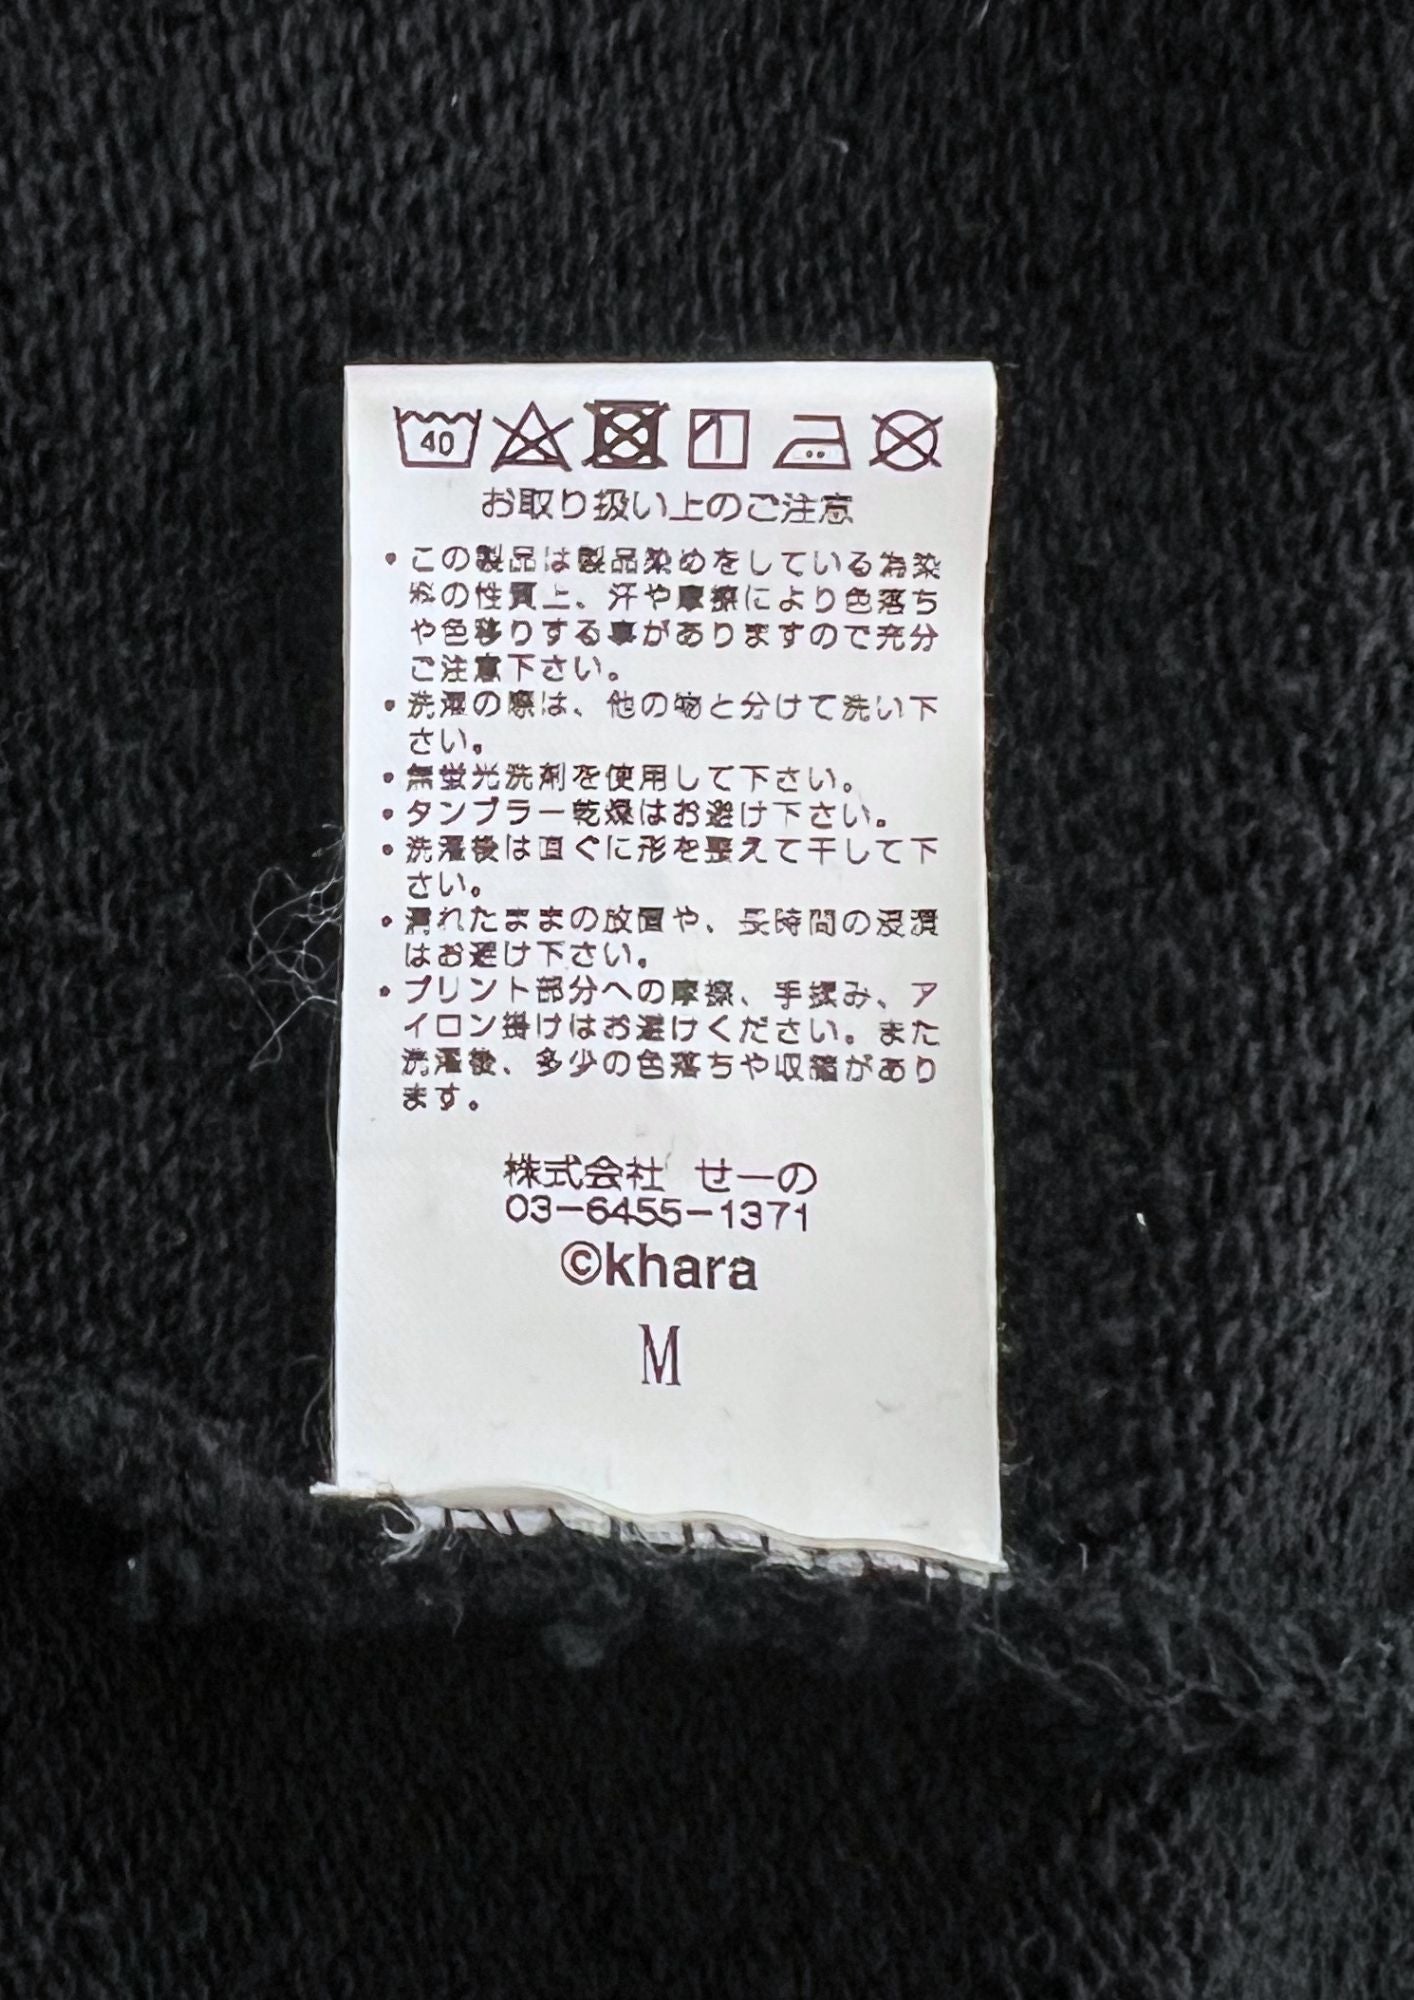 40
お取り扱い上のご注意
・この製品は製品染めをしている為染
料の性質上、汗や摩擦により色落ち
や色移りする事がありますので充分
ご注意下さい。
・洗濯の際は、他の物と分けて洗い下
さい。
・無蛍光洗剤を使用して下さい。
・タンブラー乾燥はお避け下さい。
・洗濯後は直ぐに形を整えて干して下
さい。
・濡れたままの放置や、長時間の浸漬
はお避け下さい。
・プリント部分への摩擦、手揉み、ア
イロン掛けはお避けください。また
洗濯後、多少の色落ちや収縮があり
ます。
株式会社 せーの
03-6455-1371
©khara
M